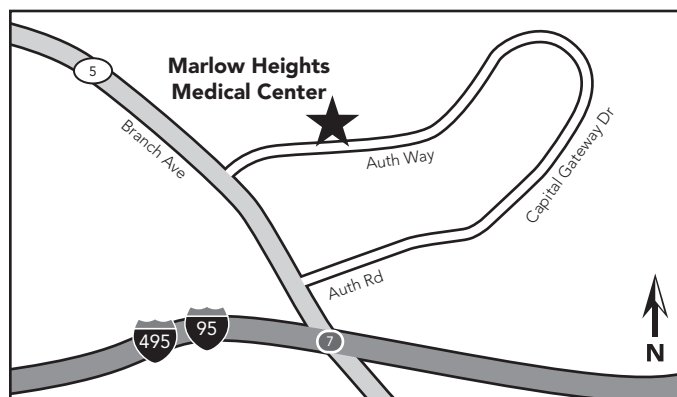 5
Marlow Heights
Medical Center
Branch Ave
Auth Way
Capital Gateway Dr
Auth Rd
495
95
7
N